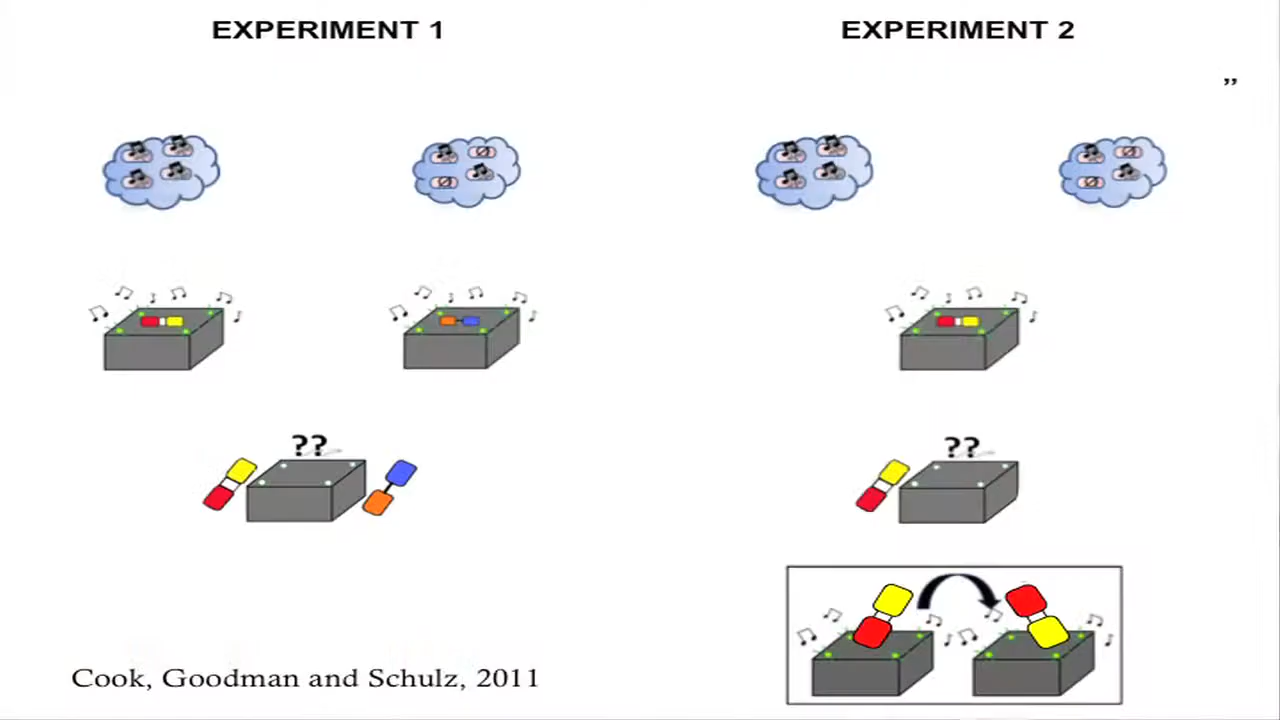 EXPERIMENT 1
EXPERIMENT 2
”
??
??
Cook, Goodman and Schulz, 2011